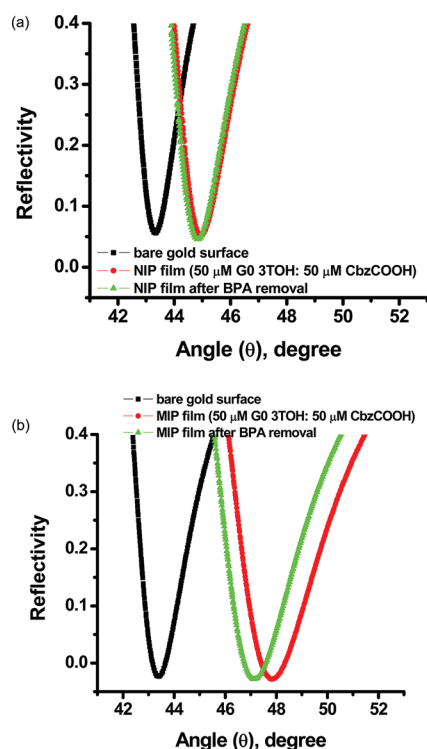 (a)
0.4
0.3
0.2
0.1
0.0
Reflectivity
bare gold surface
NIP film (50 μM G0 3TOH: 50 μM CbzCOOH)
NIP film after BPA removal
42 44 46 48 50 52
Angle (θ), degree
(b)
bare gold surface
MIP film (50 μM G0 3TOH: 50 μM CbzCOOH)
MIP film after BPA removal
0.4
0.3
0.2
0.1
0.0
Reflectivity
42 44 46 48 50 52
Angle (θ), degree